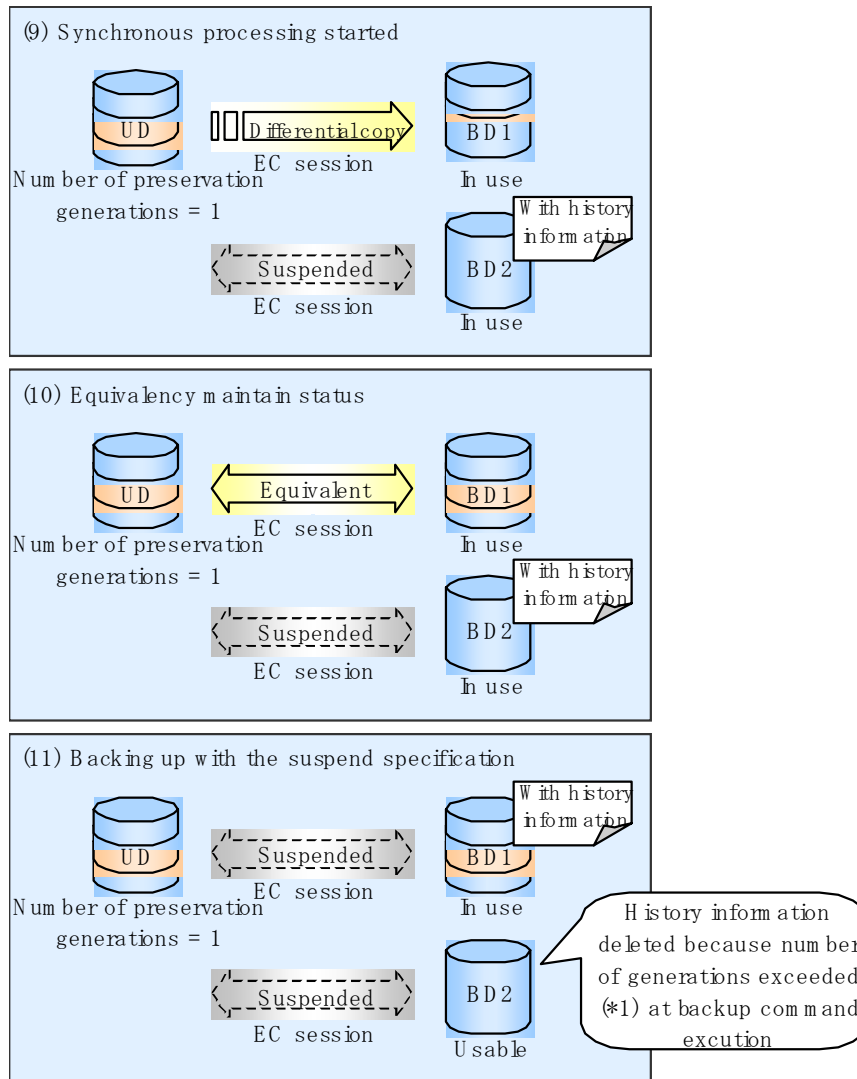 (9) Synchronous processing started
UD
Differential copy
BD1
EC session
Number of preservation
generations = 1
In use
With history
information
Suspended
BD2
EC session
In use
(10) Equivalency maintain status
UD
Equivalent
BD1
EC session
Number of preservation
generations = 1
In use
With history
information
Suspended
BD2
EC session
In use
(11) Backing up with the suspend specification
With history
information
UD
Suspended
BD1
EC session
Number of preservation
generations = 1
In use
History information
deleted because number
of generations exceeded
(*1) at backup command
excution
Suspended
BD2
EC session
Usable